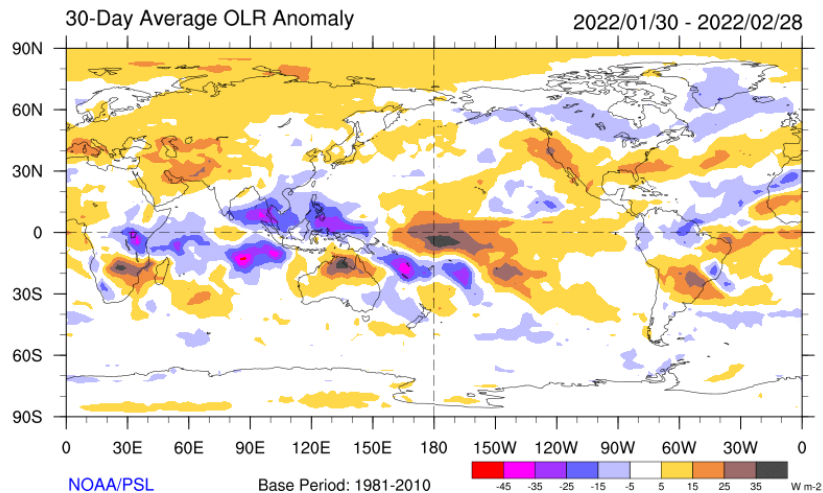 30-Day Average OLR Anomaly
2022/01/30 - 2022/02/28
90N
60N
30N
0
30S
60S
90S
0 30E 60E 90E 120E 150E 180 150W 120W 90W 60W 30W 0
NOAA/PSL
Base Period: 1981-2010
-45 -35 -25 -15 -5 5 15 25 35 W m-2